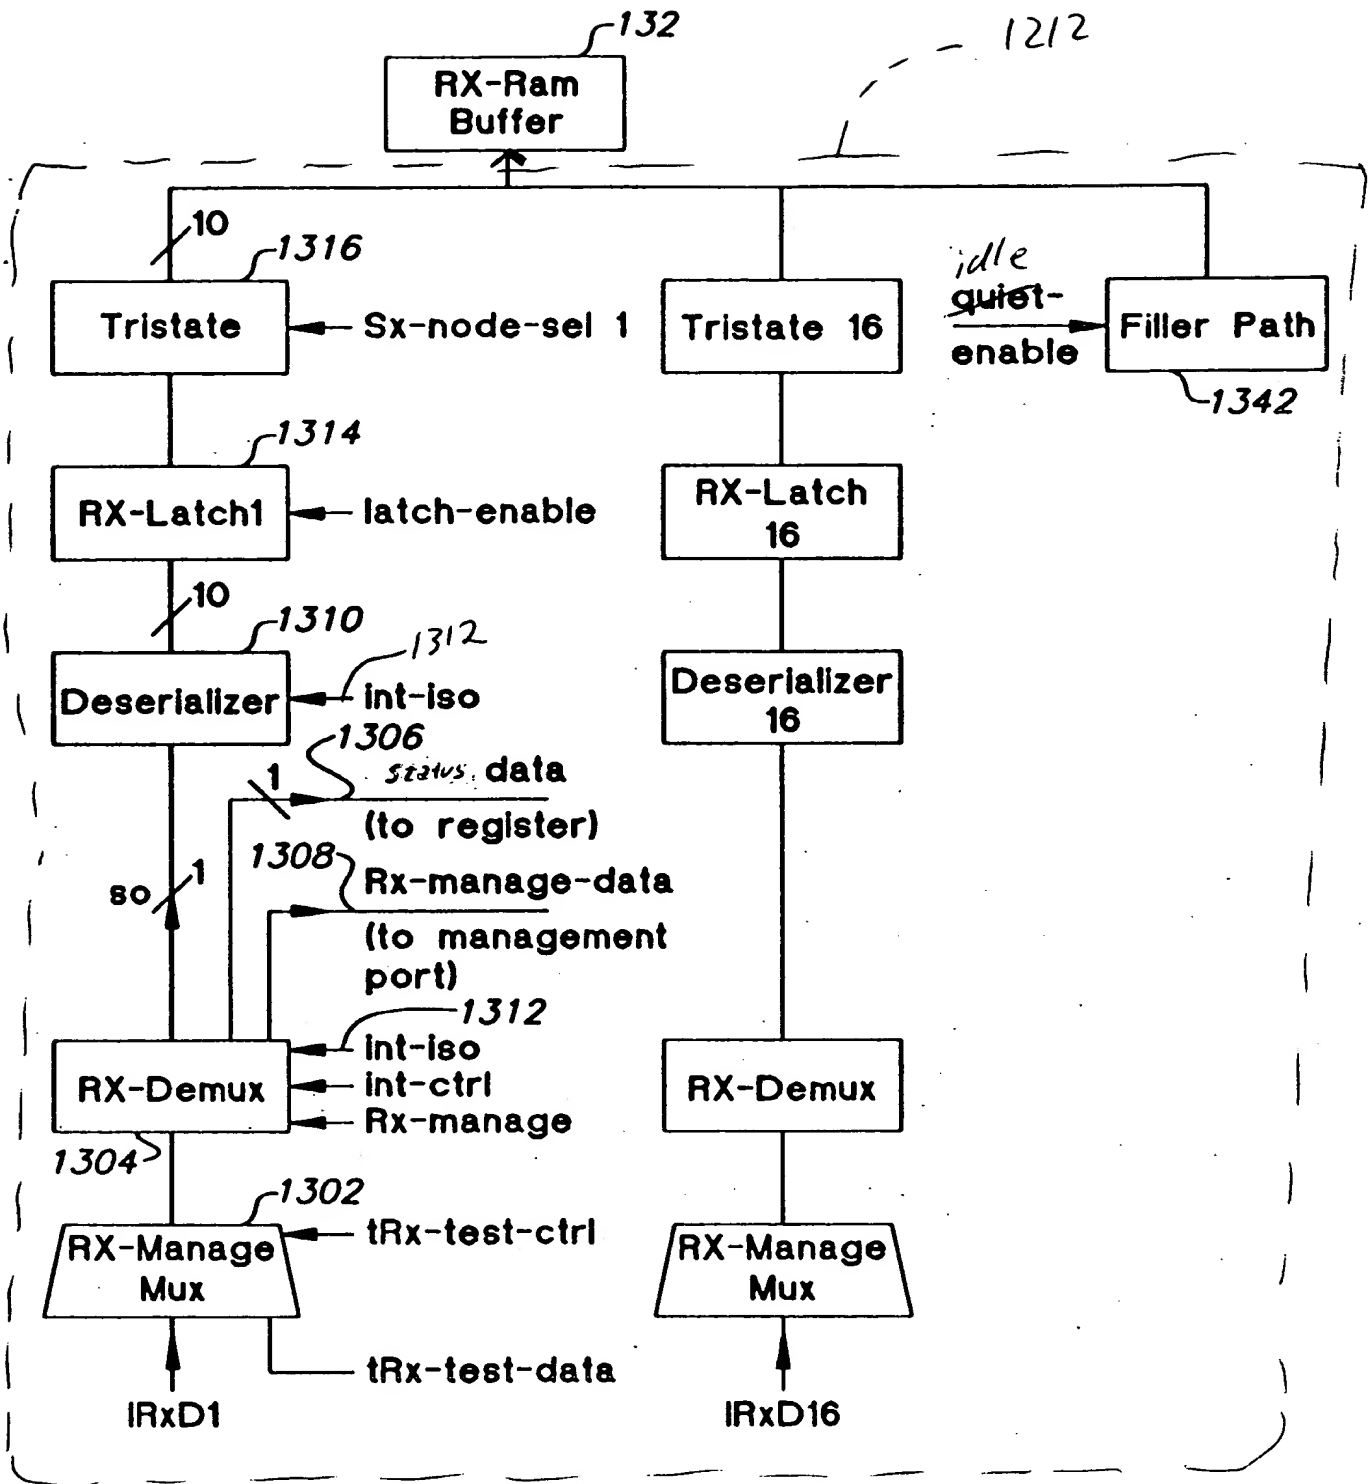 132
1212
RX-Ram
Buffer
10
1316
Tristate
Sx-node-sel 1
Tristate 16
idle
quiet-
enable
Filler Path
1342
1314
RX-Latch1
latch-enable
RX-Latch
16
10
1310
1312
Deserializer
int-iso
Deserializer
16
1306
1
status data
(to register)
1308
Rx-manage-data
so
1
(to management
port)
1312
int-iso
RX-Demux
int-ctrl
Rx-manage
RX-Demux
1304
1302
RX-Manage
Mux
tRx-test-ctrl
RX-Manage
Mux
tRx-test-data
IRxD1
IRxD16